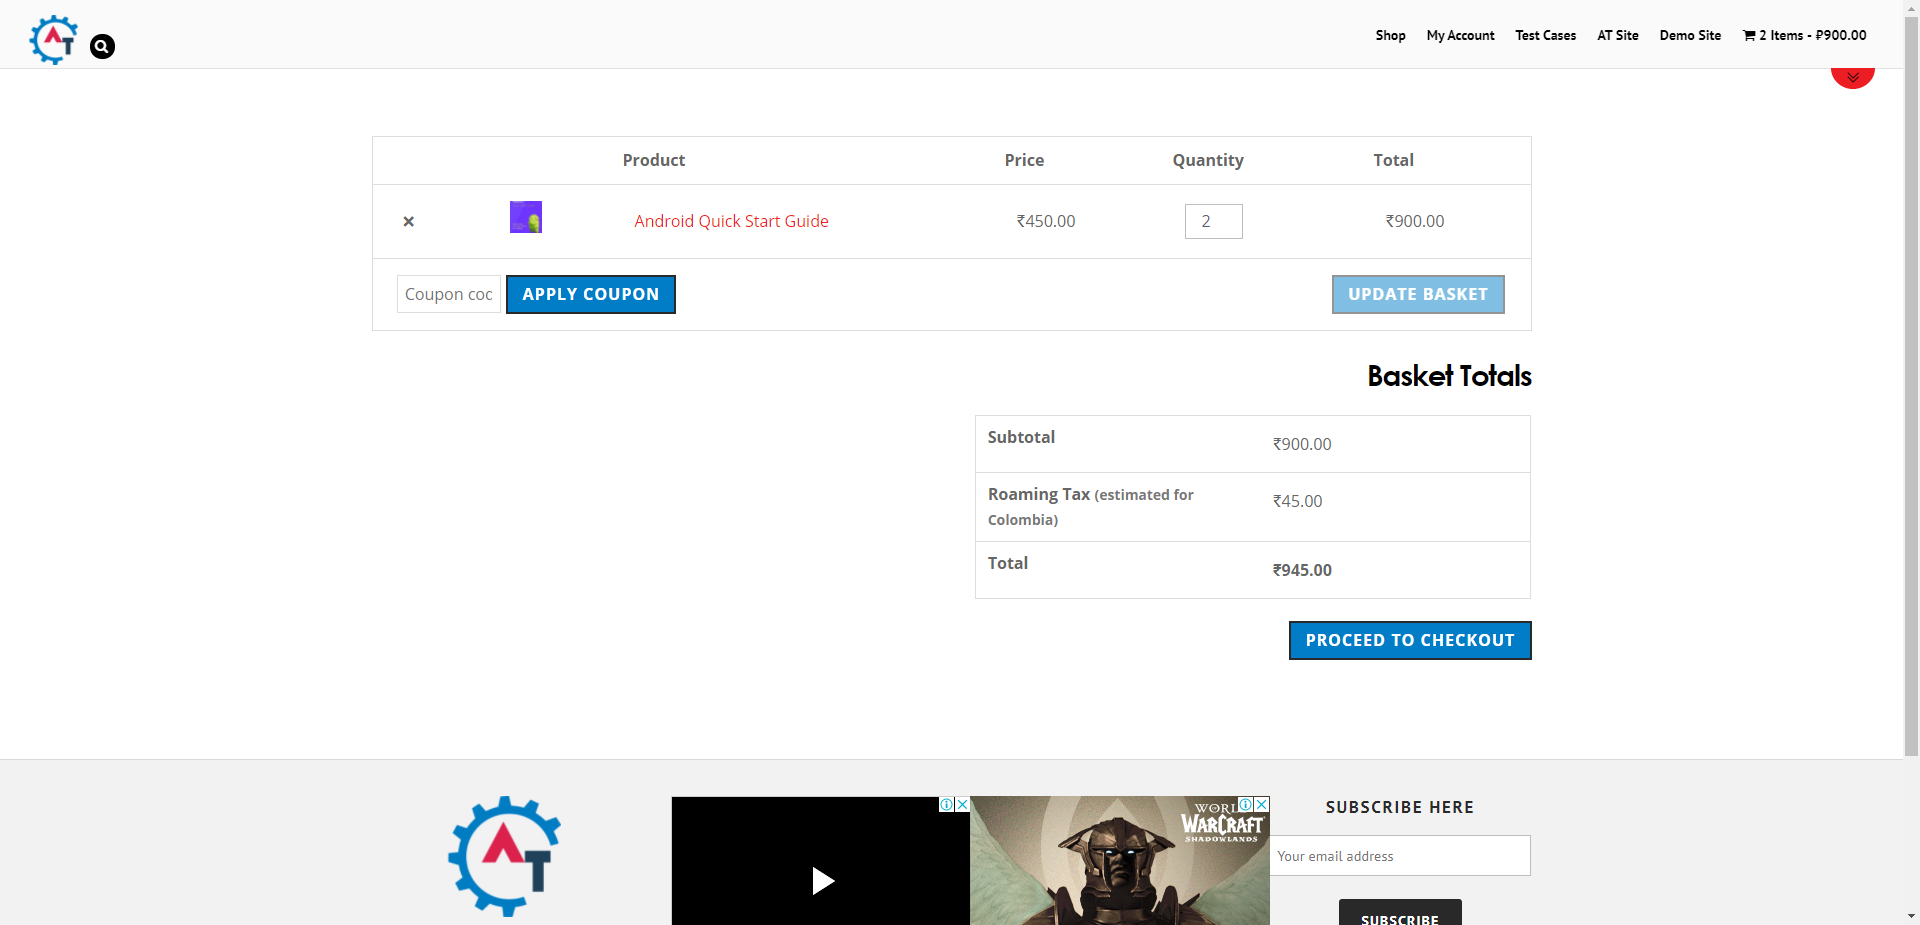 AT
Shop My Account Test Cases AT Site Demo Site 2 Items - ₽900.00
Product Price Quantity Total
× Android Quick Start Guide ₹450.00 2 ₹900.00
Coupon coc APPLY COUPON UPDATE BASKET
Basket Totals
Subtotal ₹900.00
Roaming Tax (estimated for
Colombia) ₹45.00
Total ₹945.00
PROCEED TO CHECKOUT
AT
WORL
WARCRAFT
SHADOWLANDS
SUBSCRIBE HERE
Your email address
SUBSCRIBE